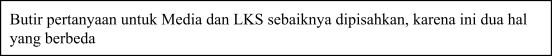 Butir pertanyaan untuk Media dan LKS sebaiknya dipisahkan, karena ini dua hal
yang berbeda